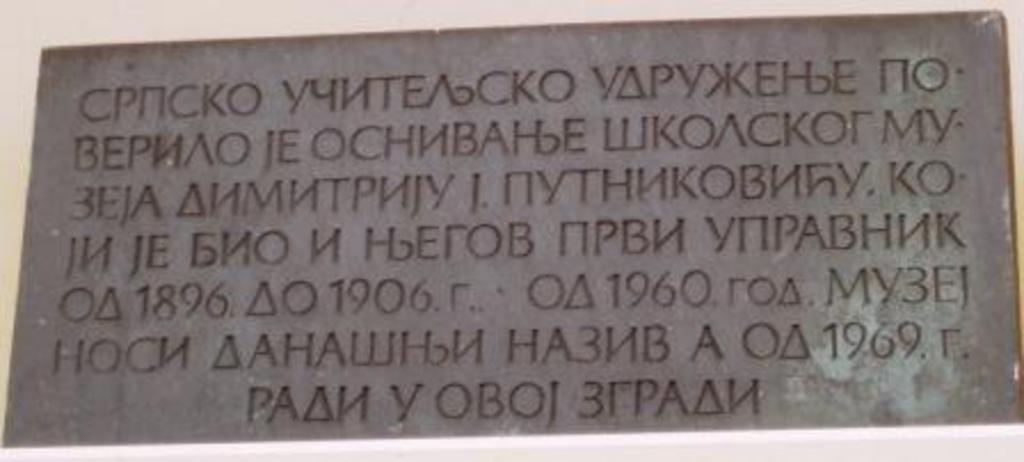 СРПСКО УЧИТЕЉСКО УДРУЖЕЊЕ ПО-
ВЕРИЛО ЈЕ ОСНИВАЊЕ ШКОЛСКОГ МУ-
ЗЕЈА ДИМИТРИЈУ Ј. ПУТНИКОВИЋУ, КО-
ЈИ ЈЕ БИО И ЊЕГОВ ПРВИ УПРАВНИК
ОД 1896. ДО 1906. Г.. · ОД 1960. ГОД. МУЗЕЈ
НОСИ ДАНАШЊИ НАЗИВ А ОД 1969. Г.
РАДИ У ОВОЈ ЗГРАДИ